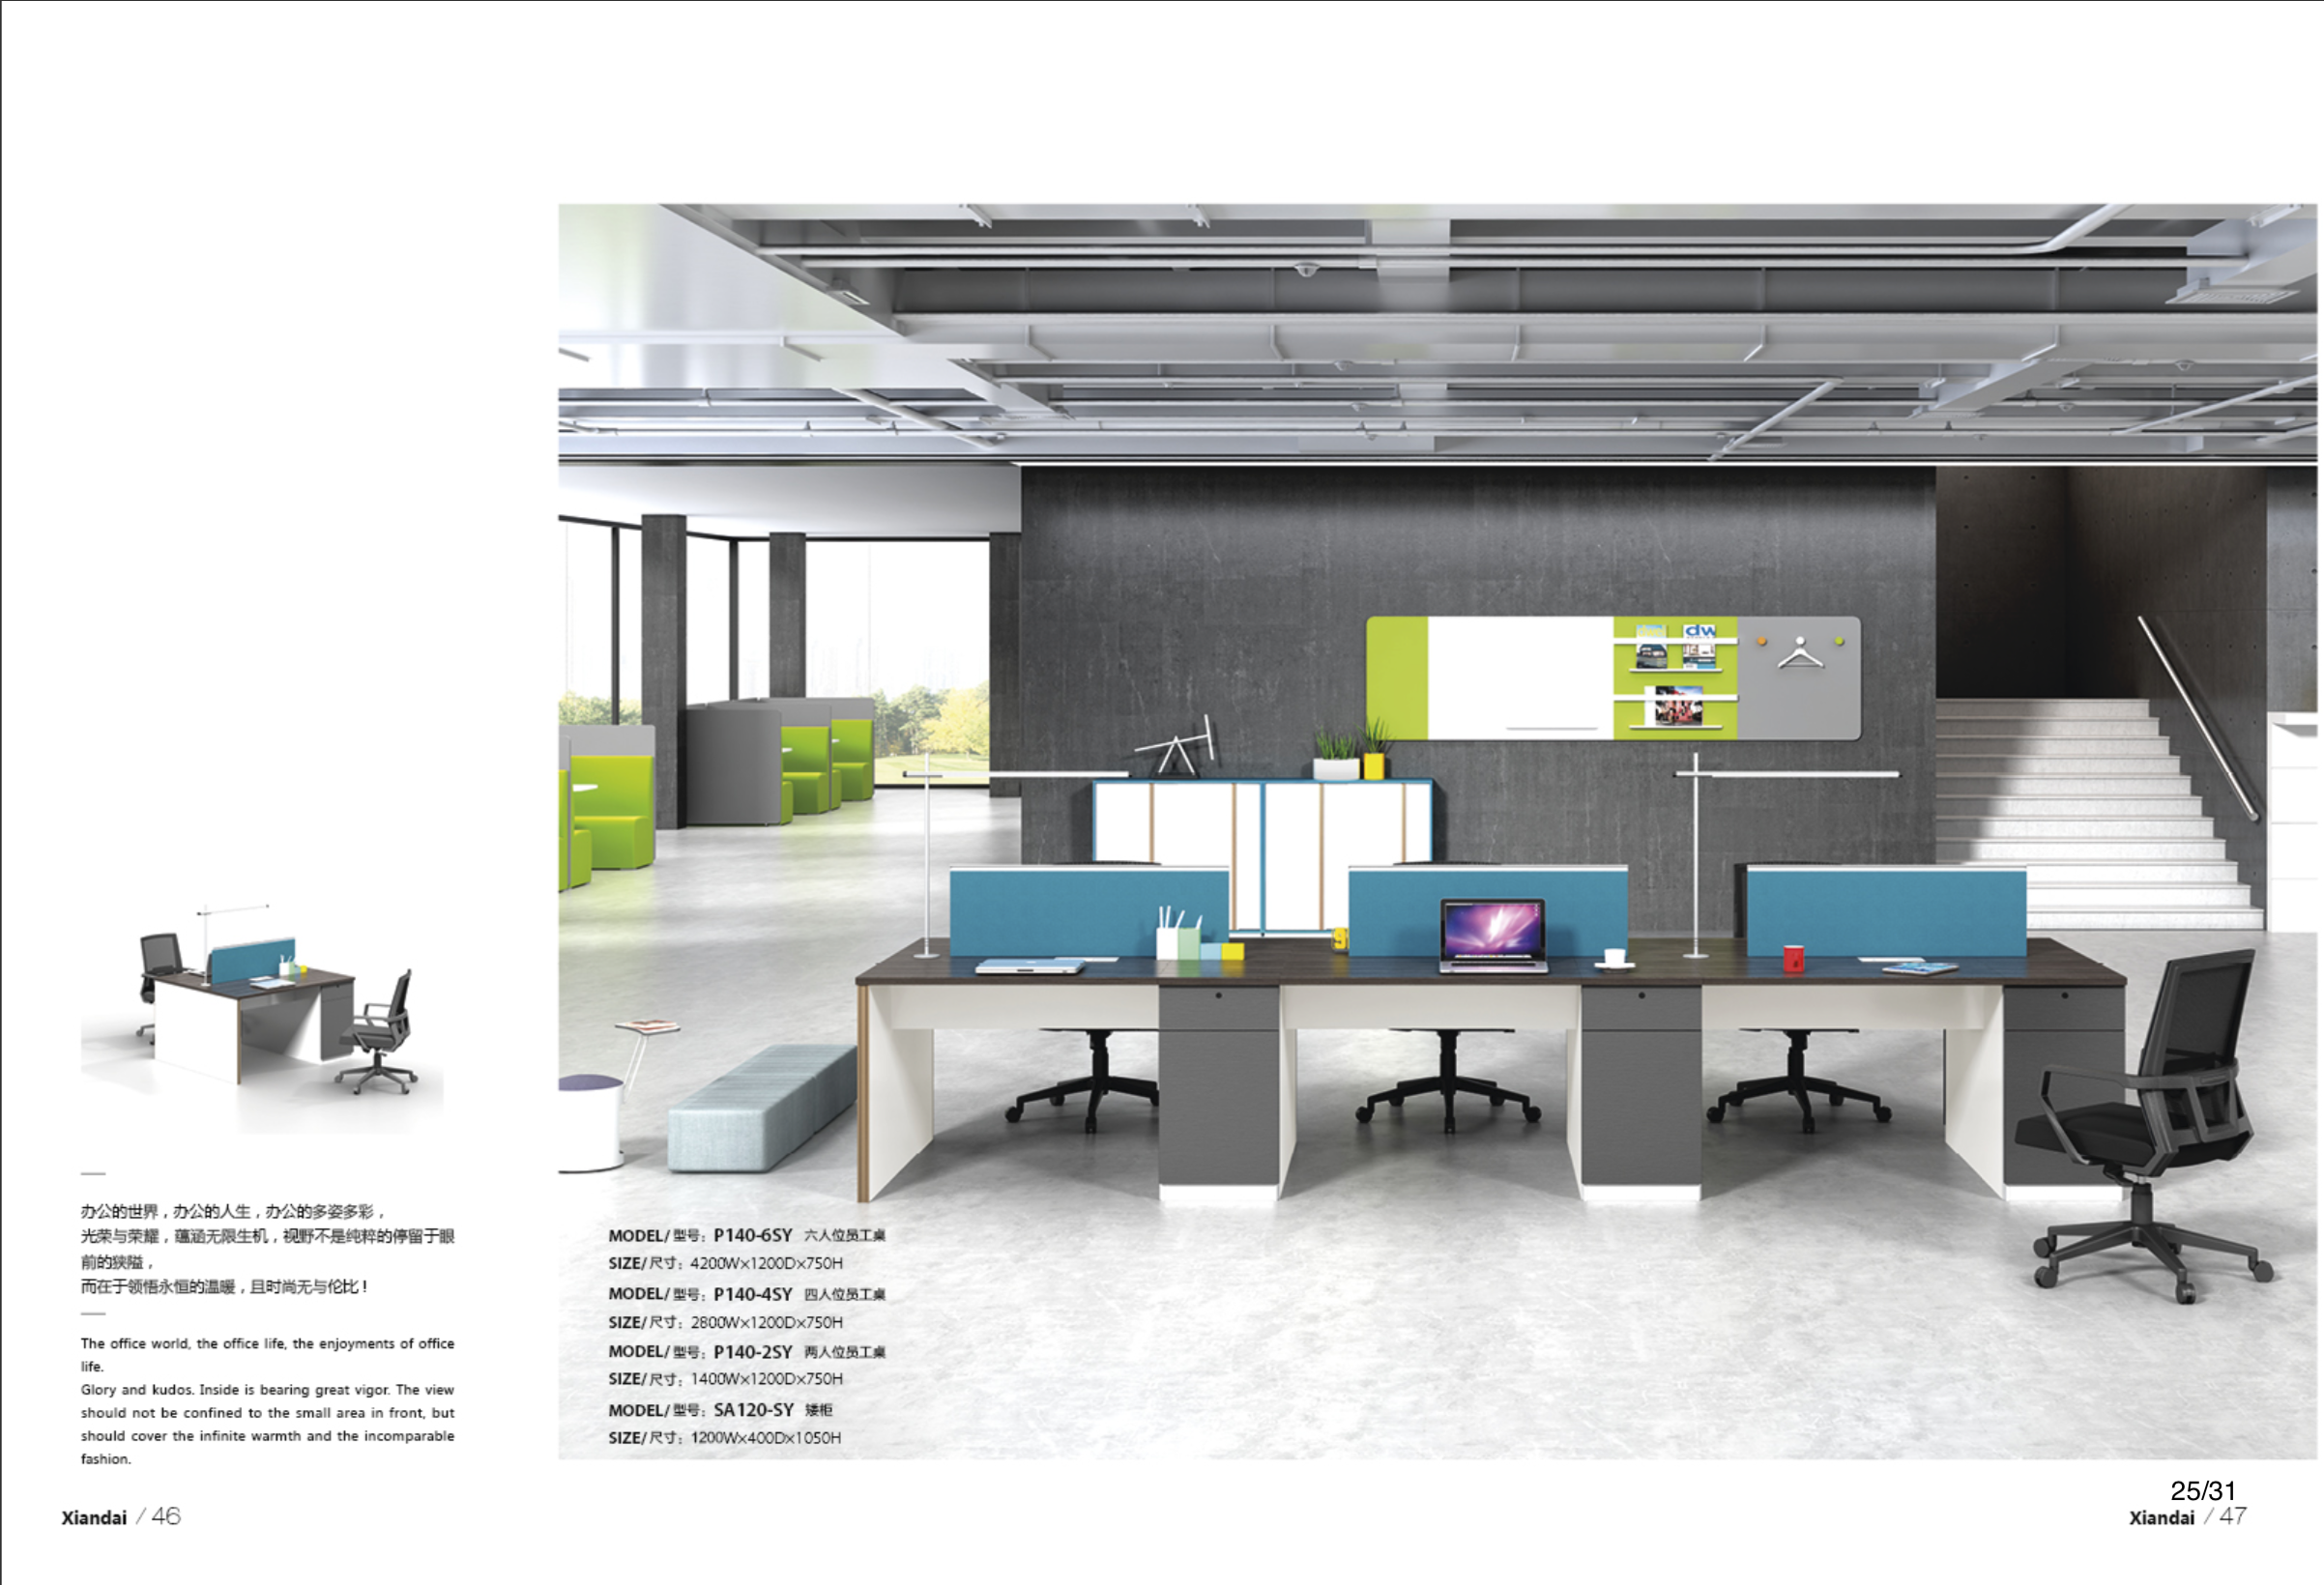 办公的世界，办公的人生，办公的多姿多彩，
光荣与荣耀，蕴涵无限生机，视野不是纯粹的停留于眼
前的狭隘，
而在于领悟永恒的温暖，且时尚无与伦比！
The office world, the office life, the enjoyments of office
life.
Glory and kudos. Inside is bearing great vigor. The view
should not be confined to the small area in front, but
should cover the infinite warmth and the incomparable
fashion.
Xiandai / 46
dw
9
MODEL/型号: P140-6SY 六人位员工桌
SIZE/尺寸: 4200W×1200D×750H
MODEL/型号: P140-4SY 四人位员工桌
SIZE/尺寸: 2800W×1200D×750H
MODEL/型号: P140-2SY 两人位员工桌
SIZE/尺寸: 1400W×1200D×750H
MODEL/型号: SA120-SY 矮柜
SIZE/尺寸: 1200W×400D×1050H
25/31
Xiandai / 47